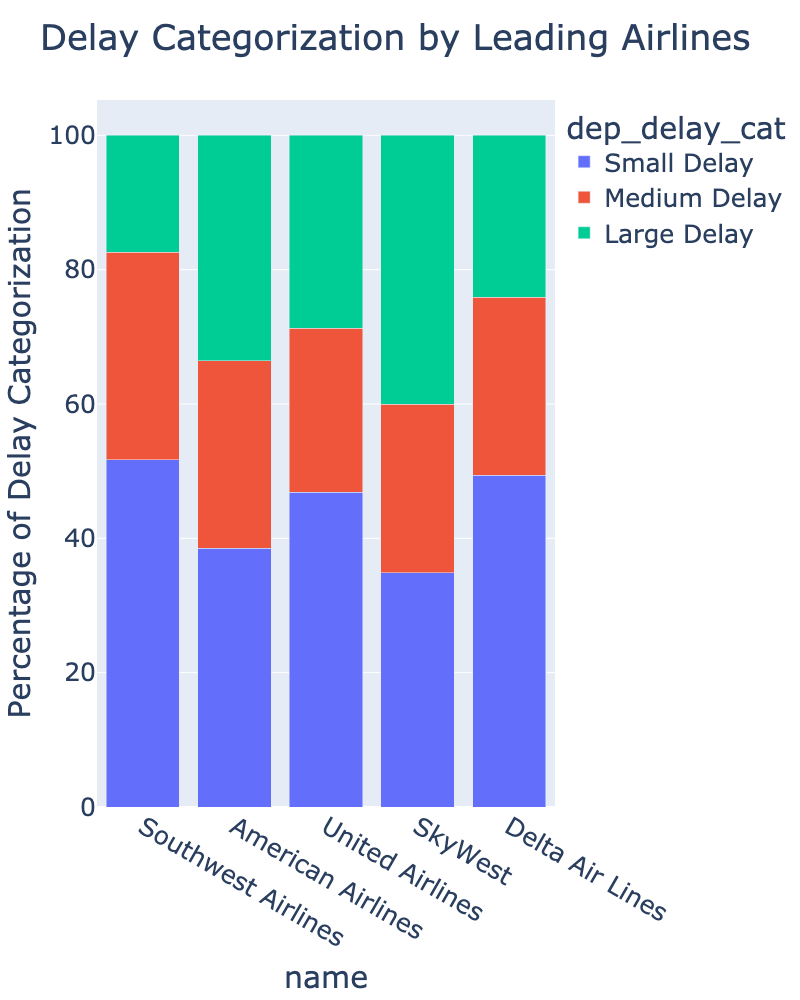 Delay Categorization by Leading Airlines
dep_delay_cat
Small Delay
Medium Delay
Large Delay
Percentage of Delay Categorization
100
80
60
40
20
0
Southwest Airlines
American Airlines
United Airlines
SkyWest
Delta Air Lines
name